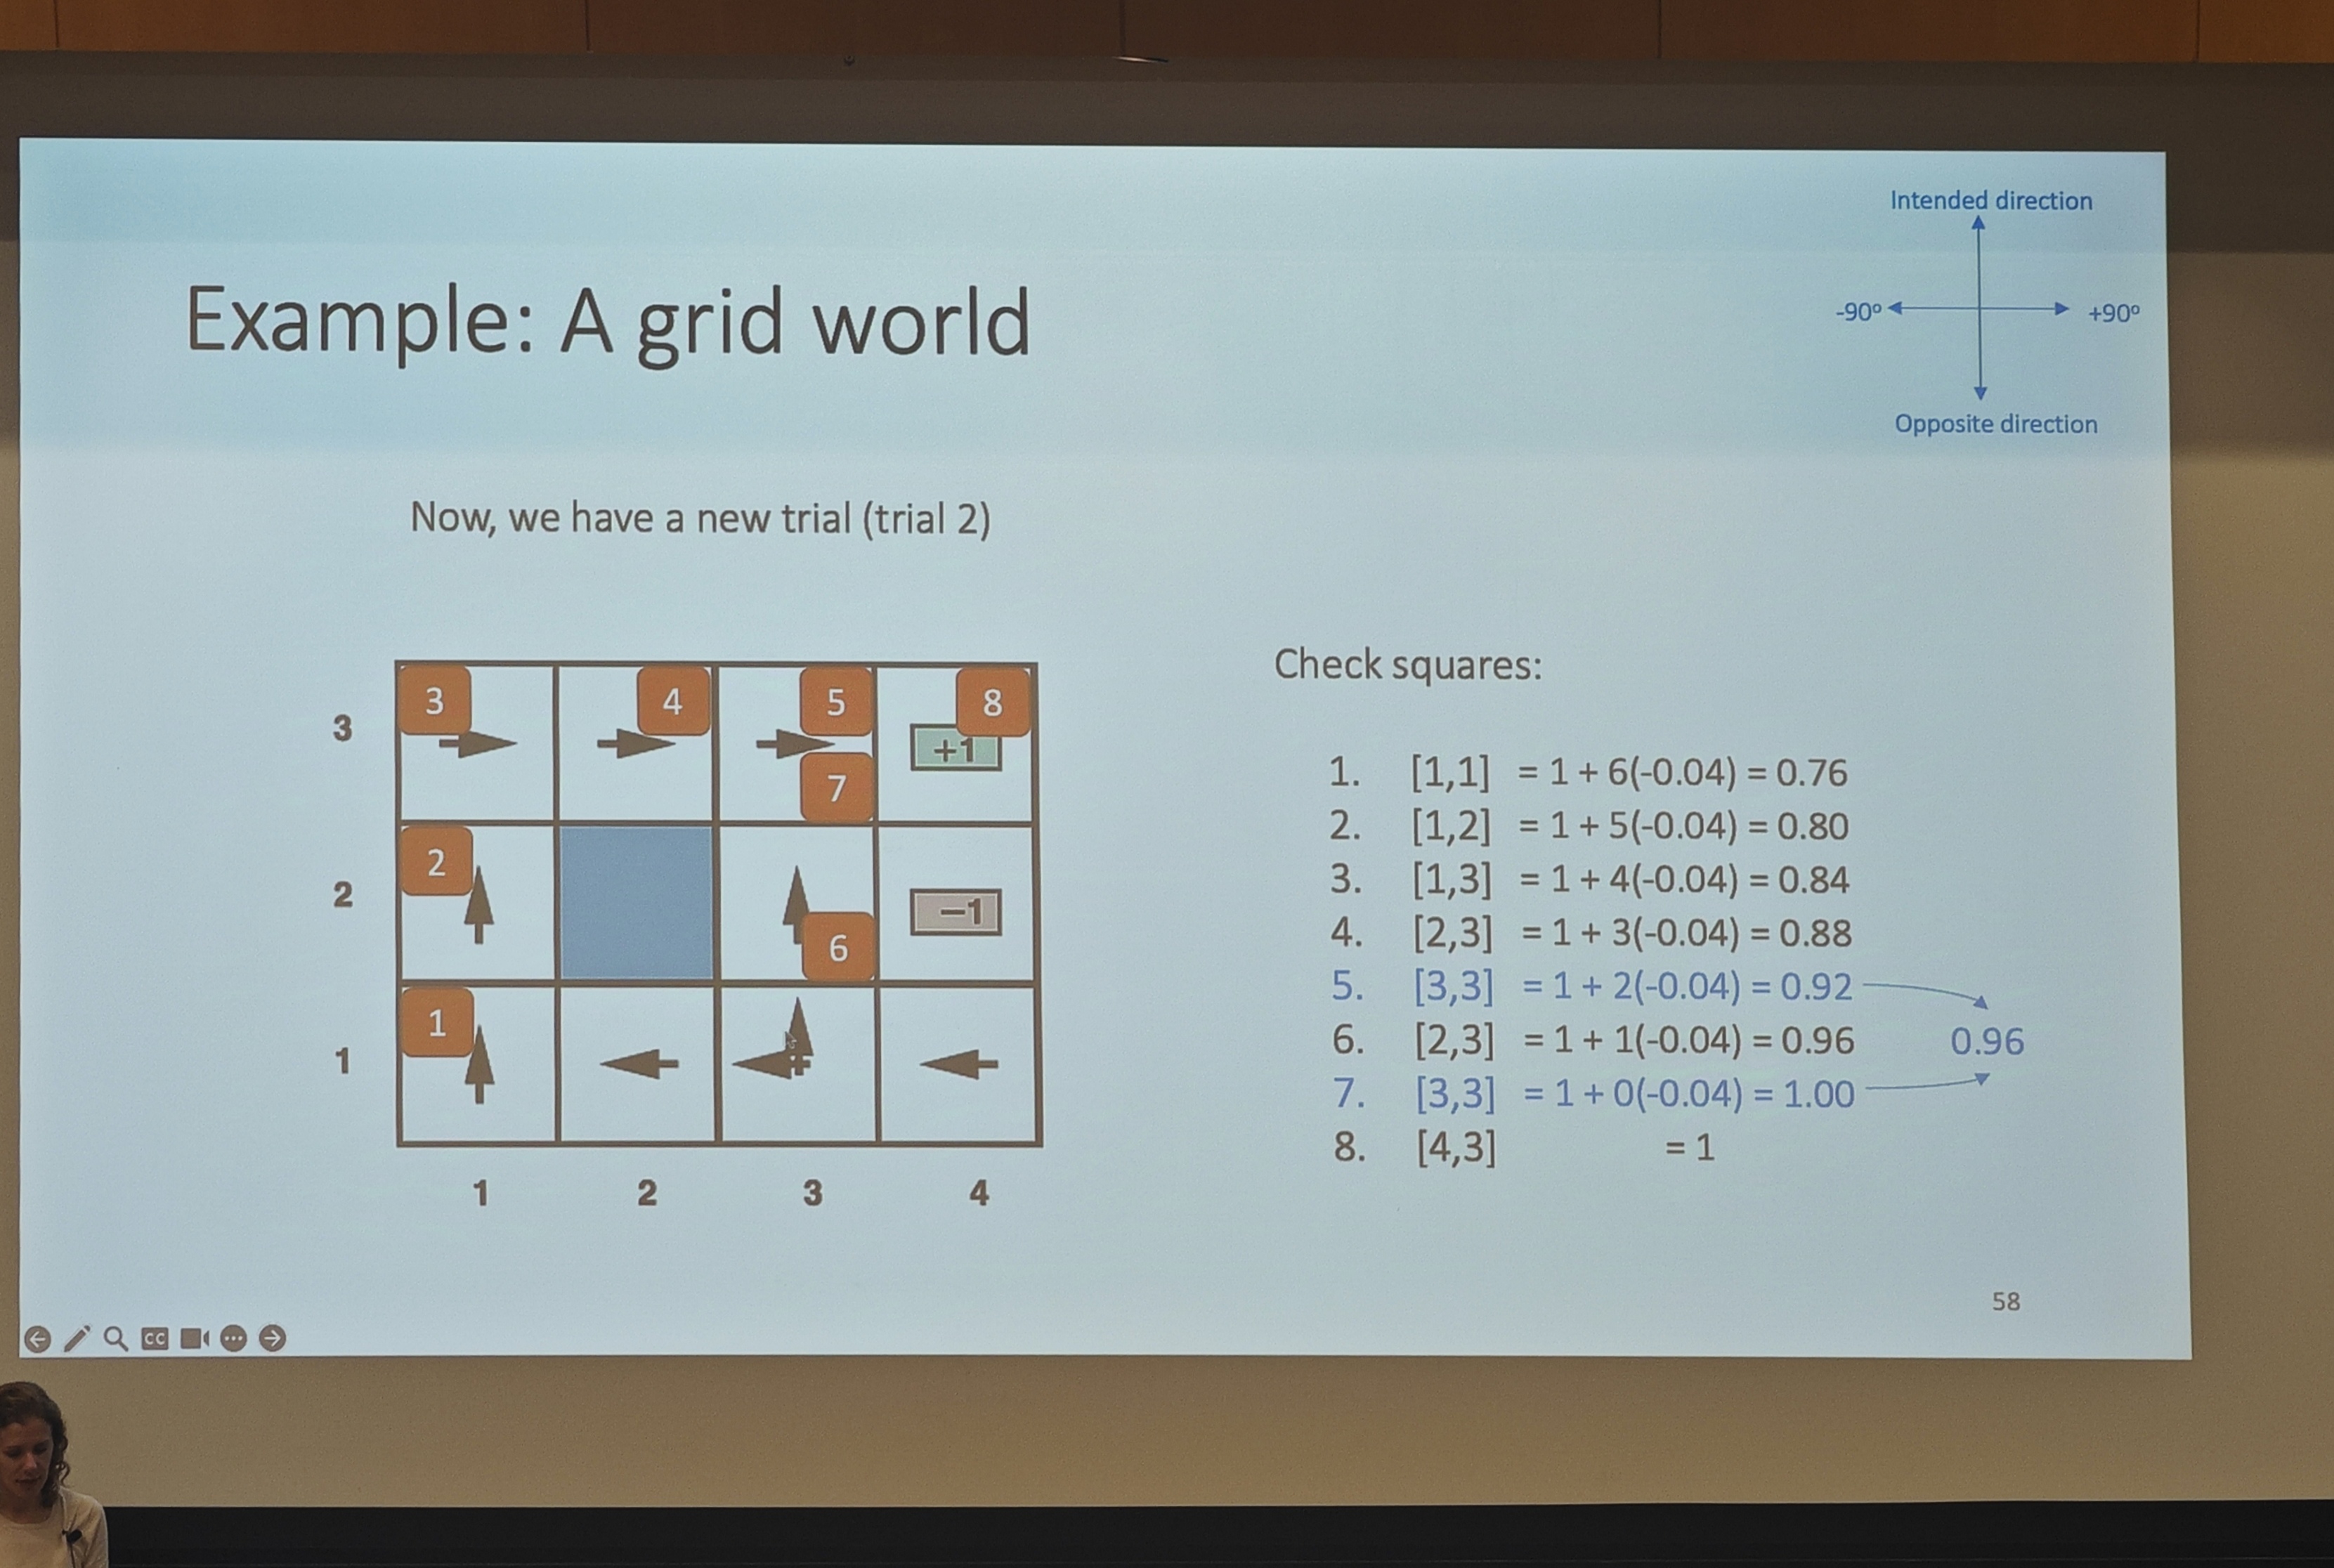 Intended direction
-90º
+90º
Opposite direction
Example: A grid world
Now, we have a new trial (trial 2)
3
3
4
5
8
+1
7
2
2
−1
6
1
1
1
2
3
4
Check squares:
1. [1,1] = 1 + 6(-0.04) = 0.76
2. [1,2] = 1 + 5(-0.04) = 0.80
3. [1,3] = 1 + 4(-0.04) = 0.84
4. [2,3] = 1 + 3(-0.04) = 0.88
5. [3,3] = 1 + 2(-0.04) = 0.92
6. [2,3] = 1 + 1(-0.04) = 0.96
0.96
7. [3,3] = 1 + 0(-0.04) = 1.00
8. [4,3] = 1
58
CC